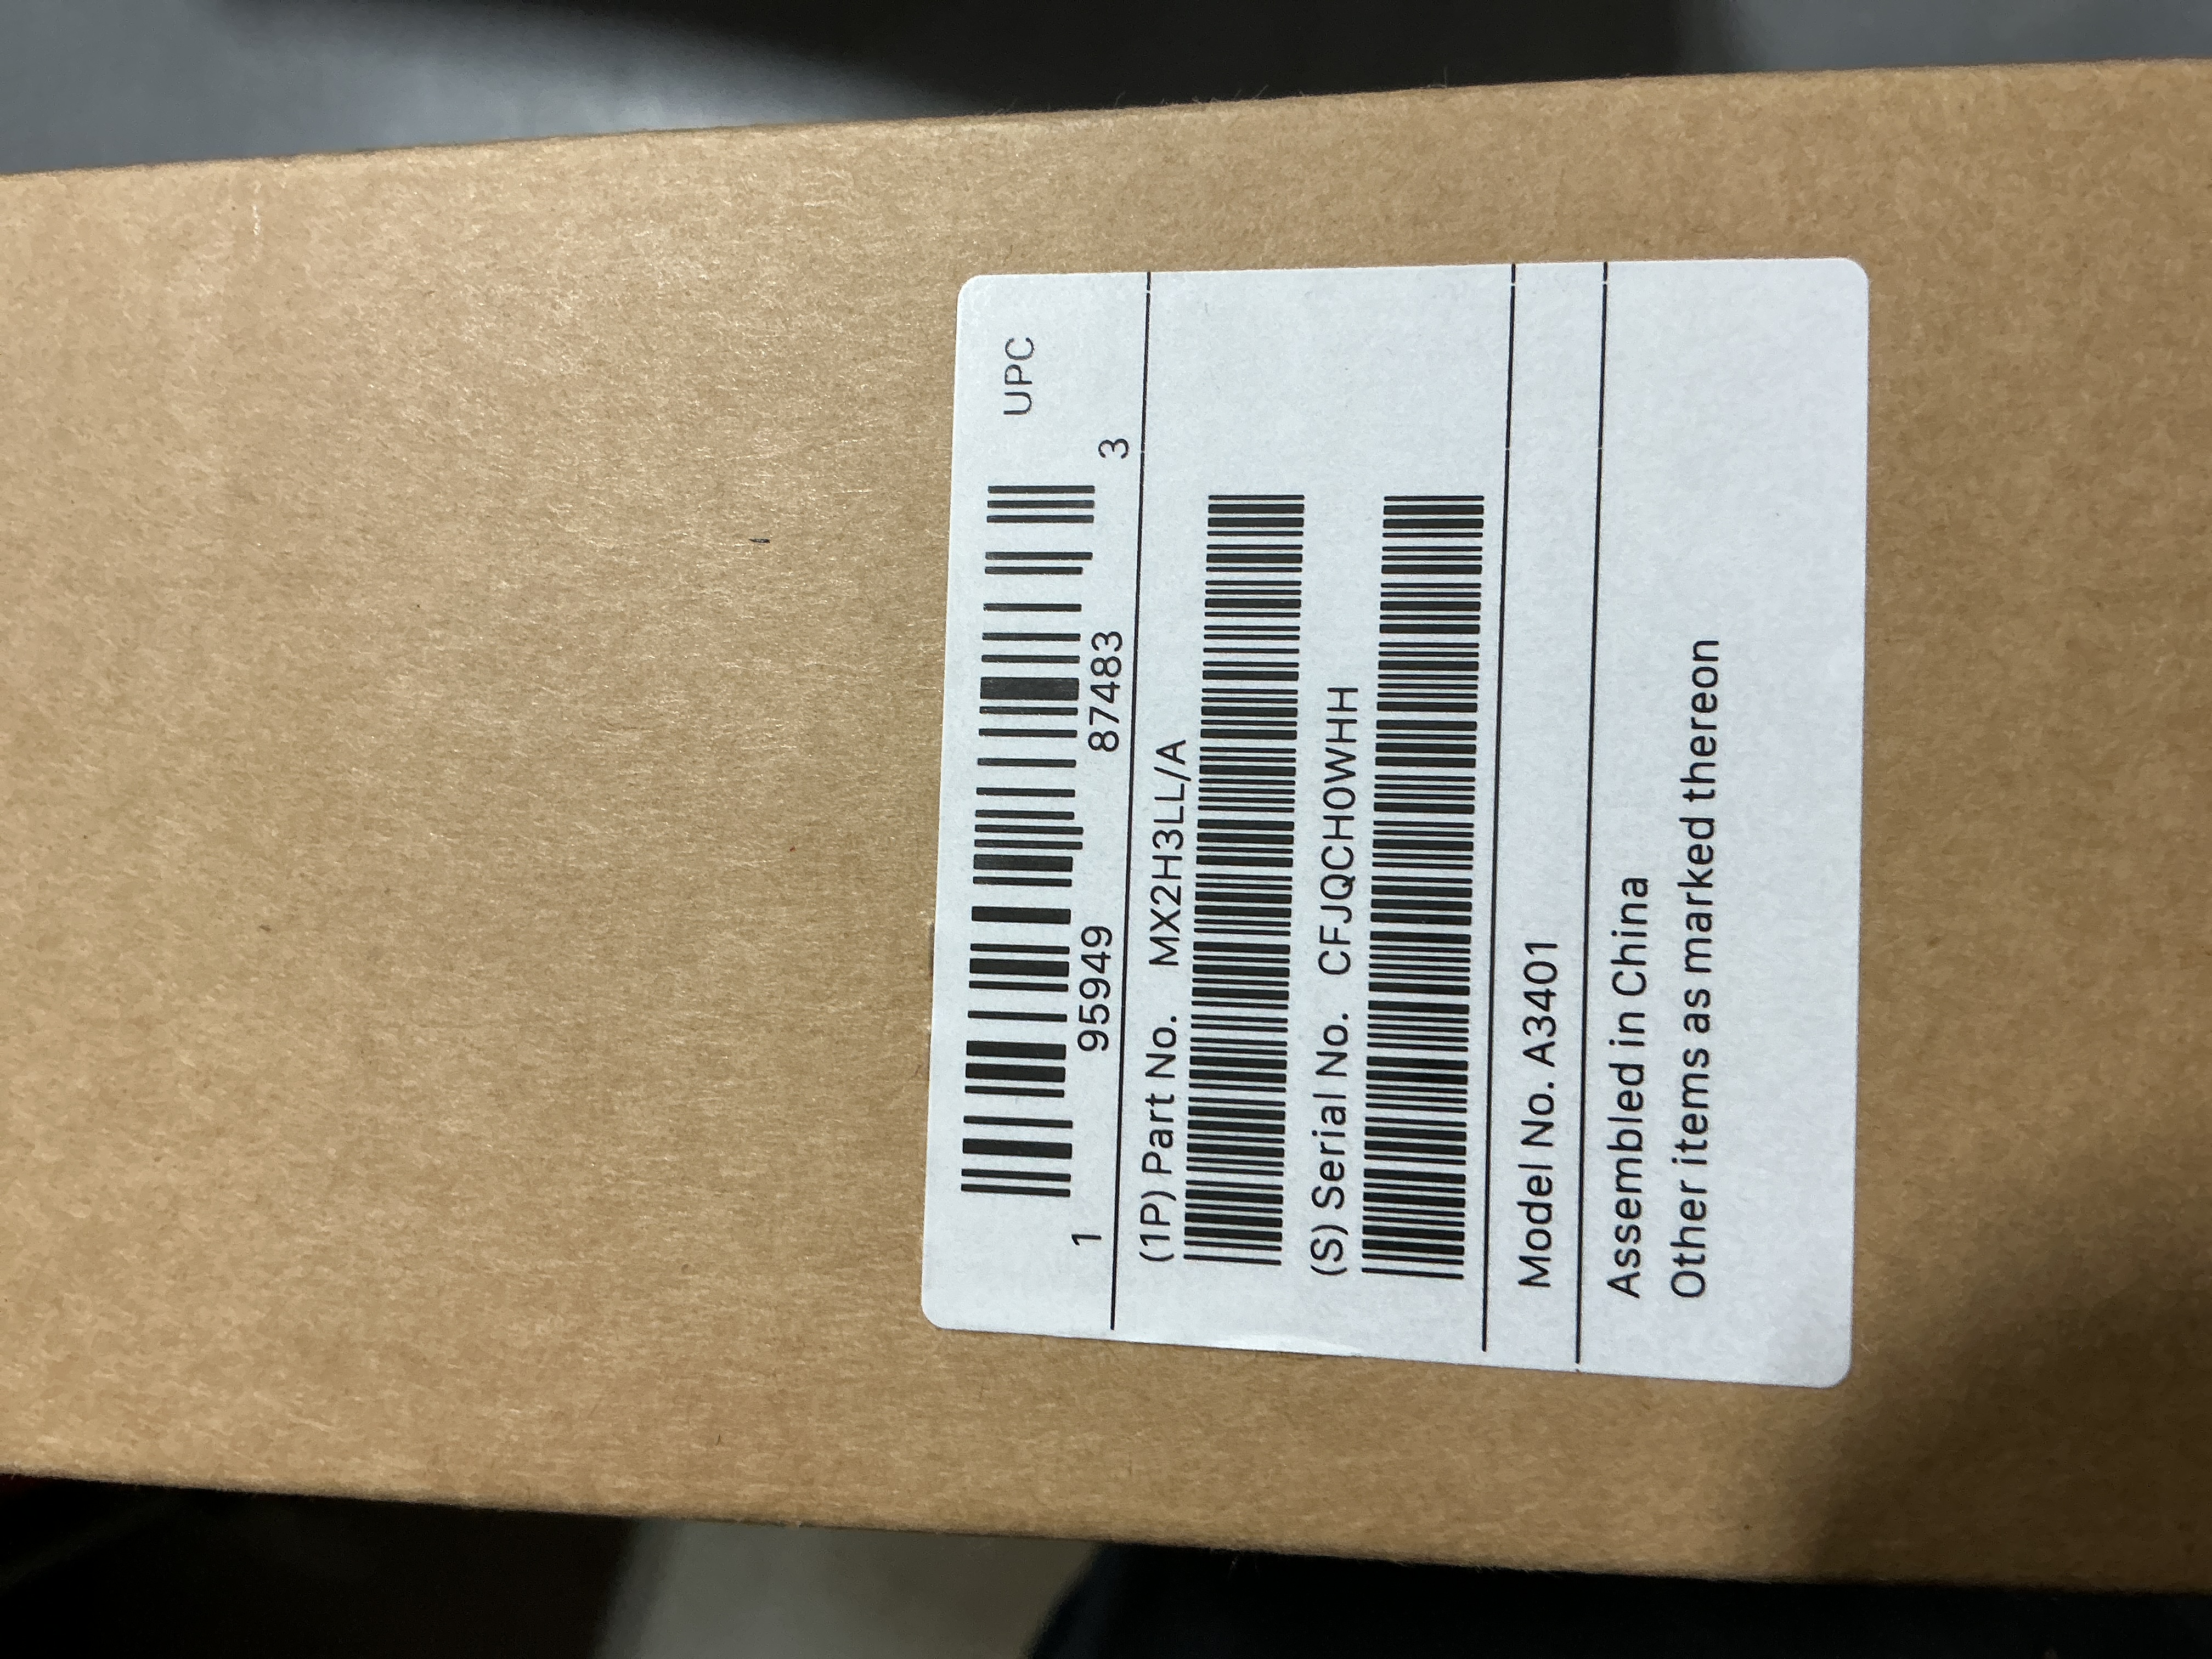 UPC
1 95949 87483 3
(1P) Part No. MX2H3LL/A
(S) Serial No. CFJQCH0WHH
Model No. A3401
Assembled in China
Other items as marked thereon